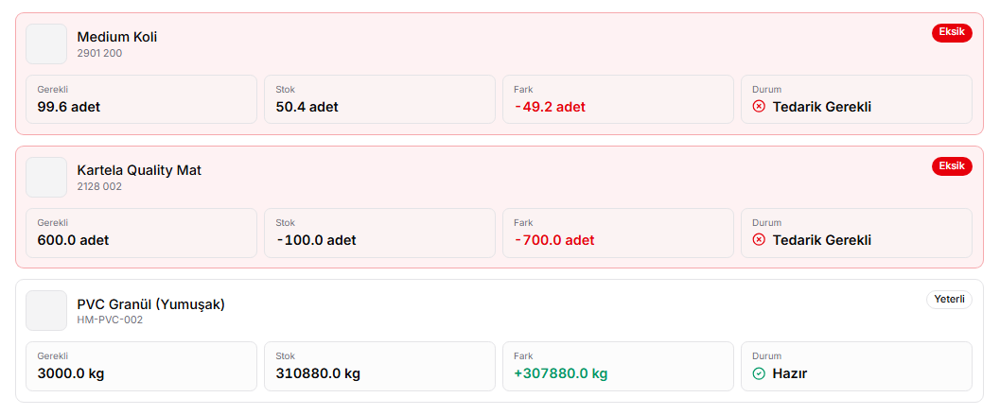 Medium Koli
Eksik
2901 200
Gerekli
99.6 adet
Stok
50.4 adet
Fark
-49.2 adet
Durum
Tedarik Gerekli
Kartela Quality Mat
Eksik
2128 002
Gerekli
600.0 adet
Stok
-100.0 adet
Fark
-700.0 adet
Durum
Tedarik Gerekli
PVC Granül (Yumuşak)
Yeterli
HM-PVC-002
Gerekli
3000.0 kg
Stok
310880.0 kg
Fark
+307880.0 kg
Durum
Hazır